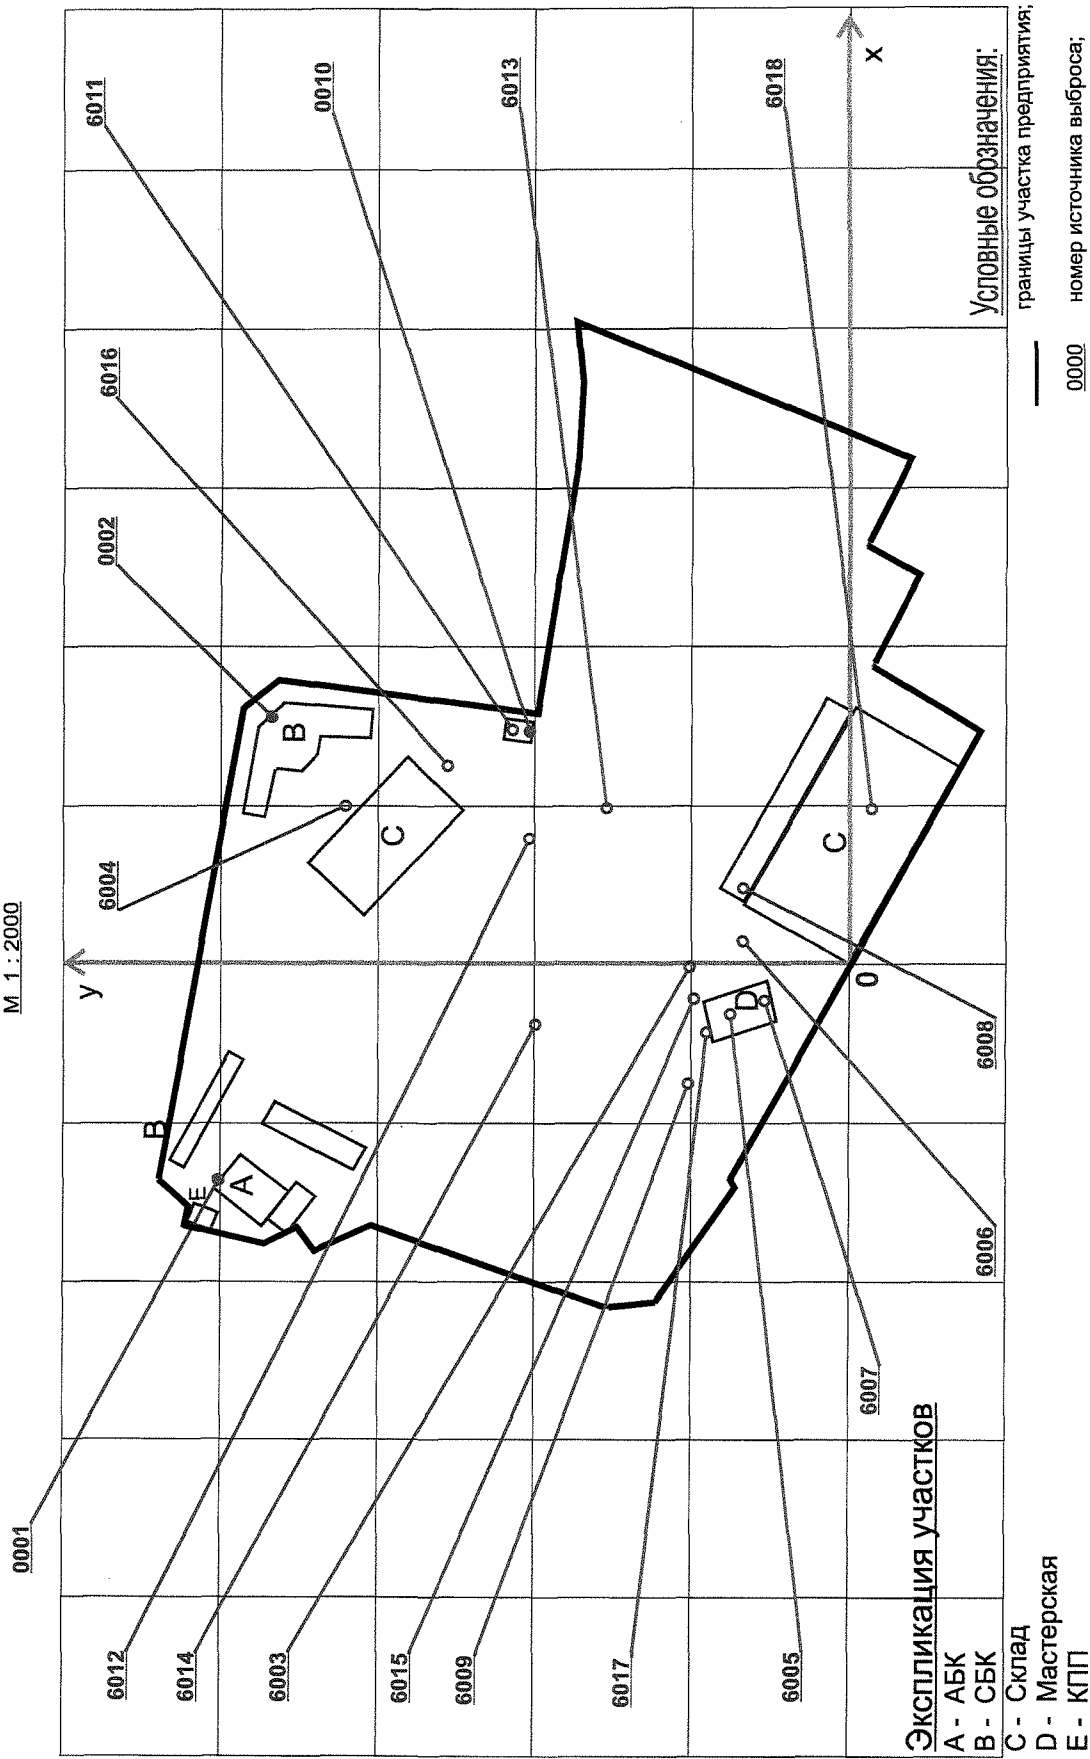 М 1 : 2000
0001
6012
6014
6003
6015
6009
6017
6005
6004
0002
6016
6011
0010
6013
6018
6007
6006
6008
у
х
0
В
Е
А
В
С
D
С
Экспликация участков
А - АБК
В - СБК
С - Склад
D - Мастерская
Е - КПП
Условные обозначения:
границы участка предприятия;
0000 номер источника выброса;